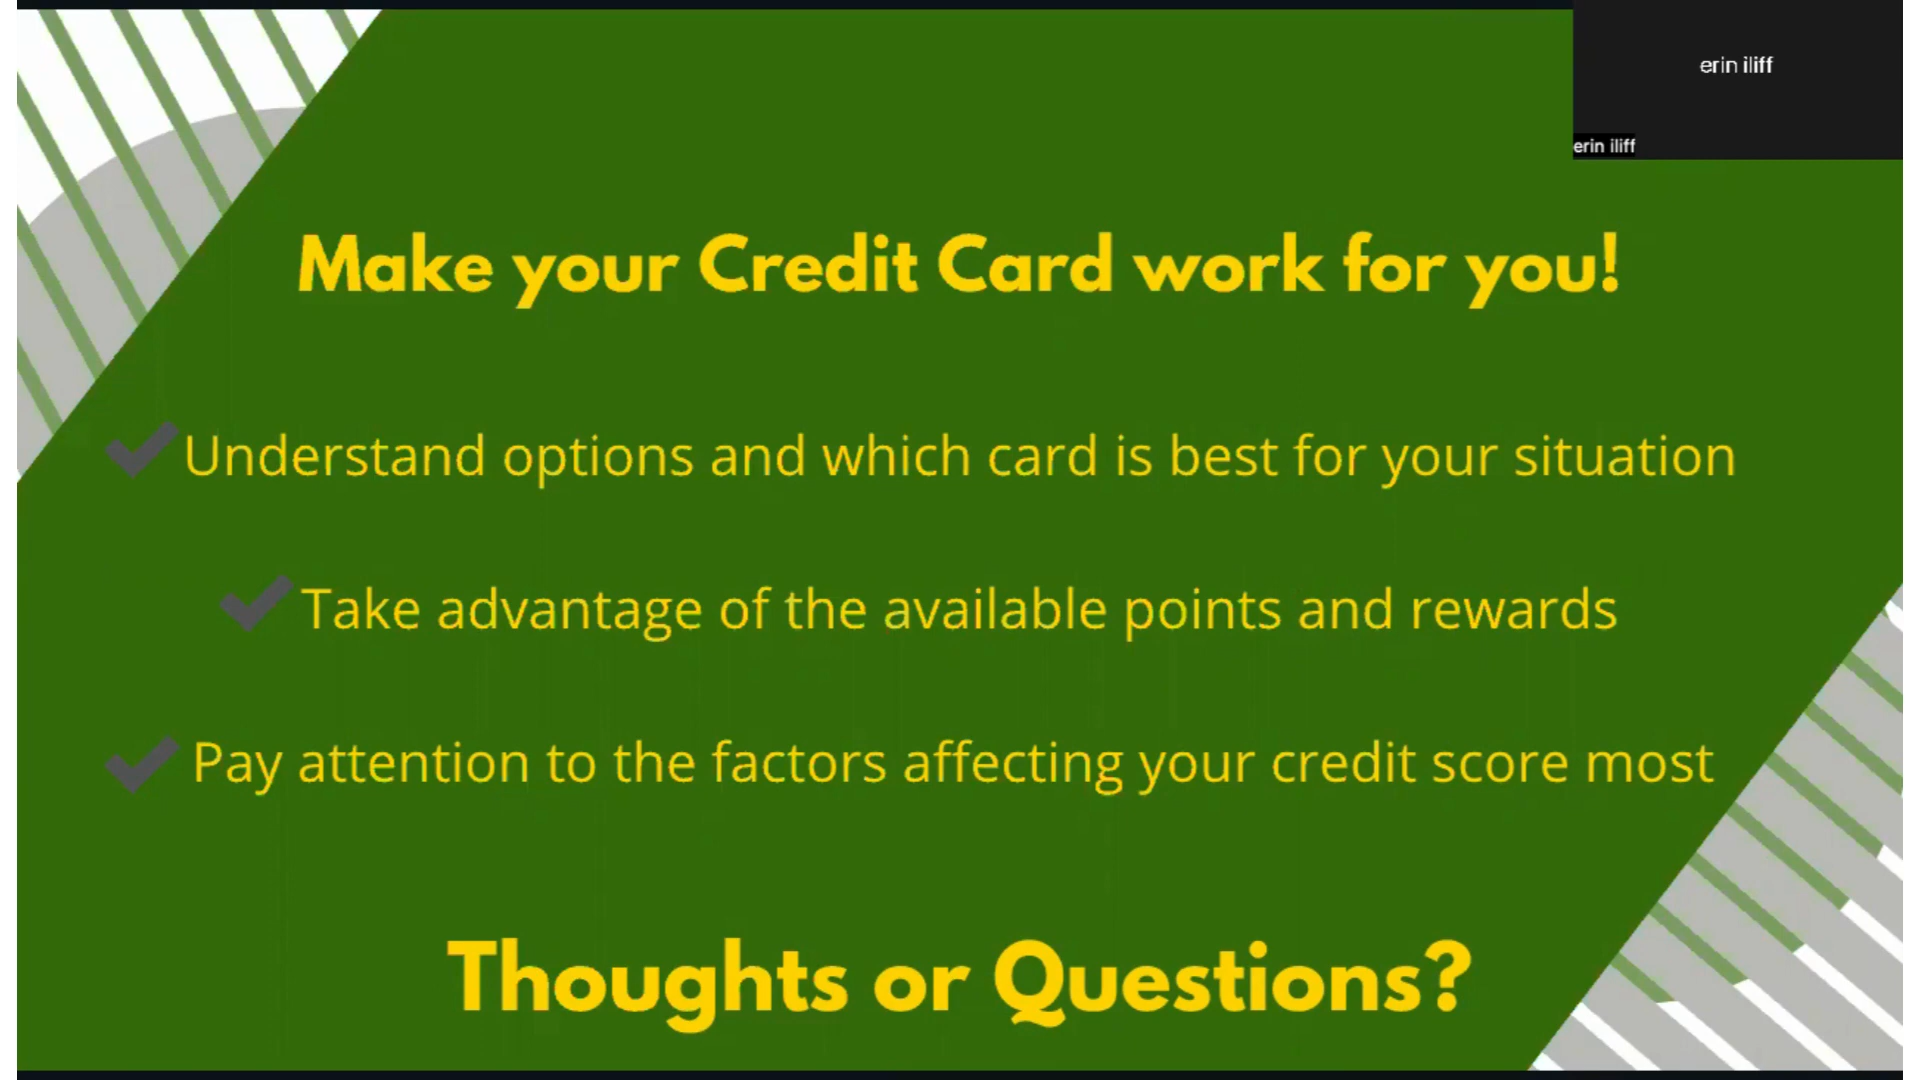 erin iliff
erin iliff
Make your Credit Card work for you!
Understand options and which card is best for your situation
Take advantage of the available points and rewards
Pay attention to the factors affecting your credit score most
Thoughts or Questions?